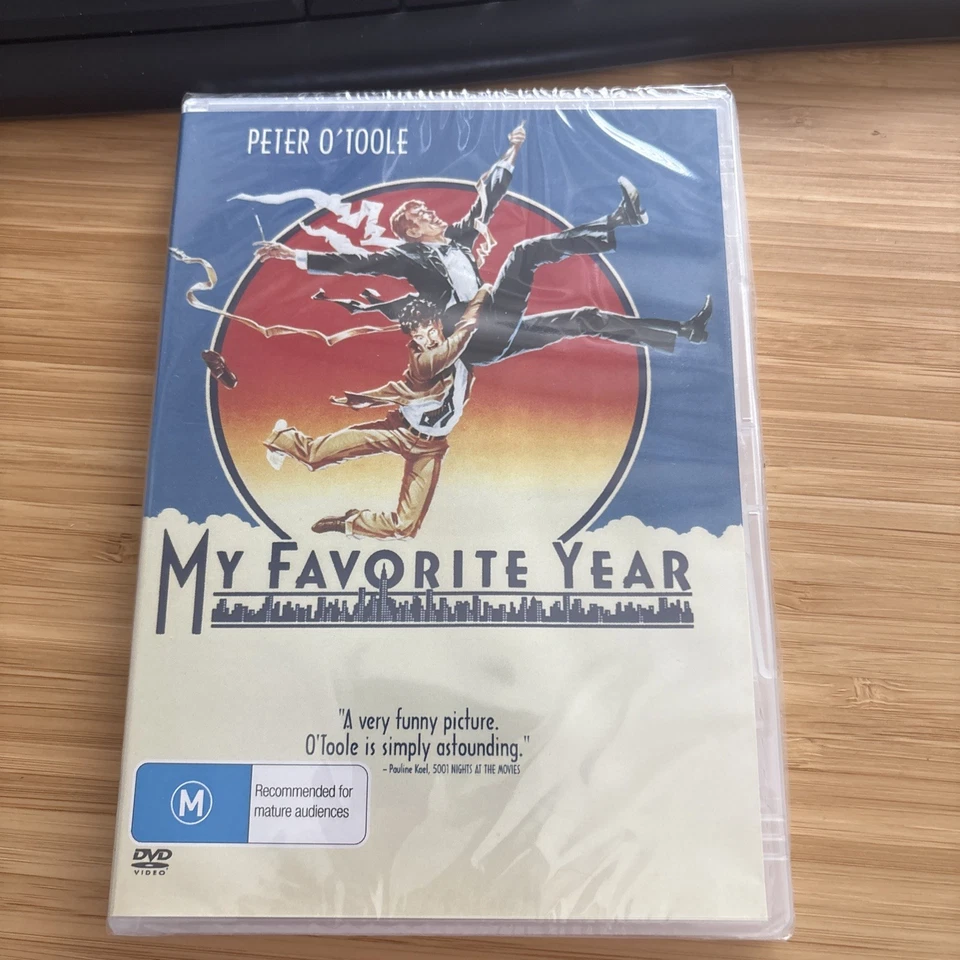 PETER O'TOOLE
MY FAVORITE YEAR
"A very funny picture.
O'Toole is simply astounding."
– Pauline Kael, 5001 NIGHTS AT THE MOVIES
M
Recommended for
mature audiences
DVD
VIDEO